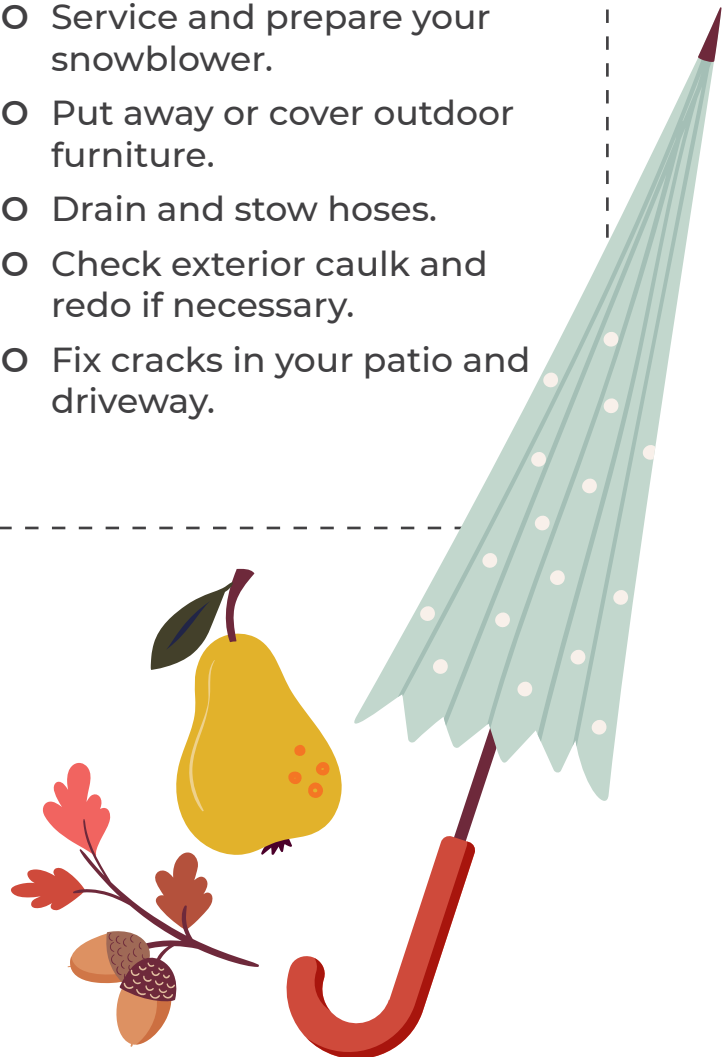 O Service and prepare your
snowblower.
O Put away or cover outdoor
furniture.
O Drain and stow hoses.
O Check exterior caulk and
redo if necessary.
O Fix cracks in your patio and
driveway.